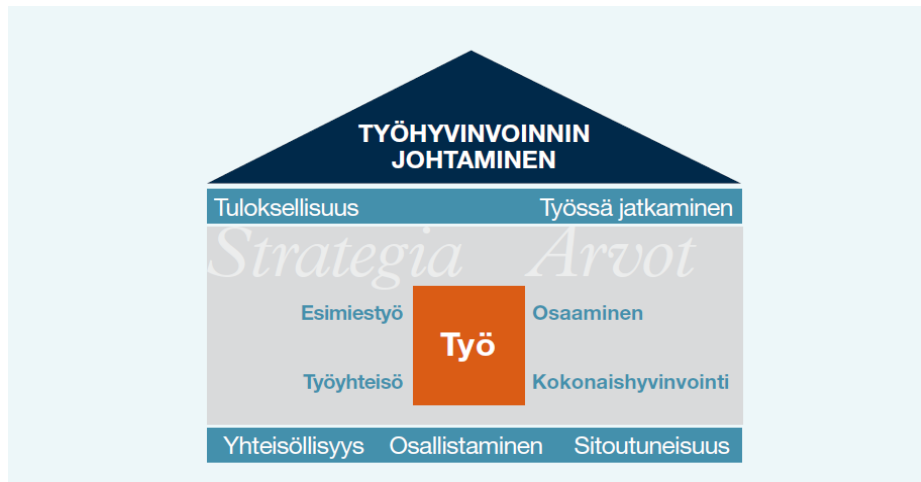 TYÖHYVINVOINNIN
JOHTAMINEN
Tuloksellisuus Työssä jatkaminen
Strategia Arvot
Esimiestyö Osaaminen
Työ
Työyhteisö Kokonaishyvinvointi
Yhteisöllisyys Osallistaminen Sitoutuneisuus